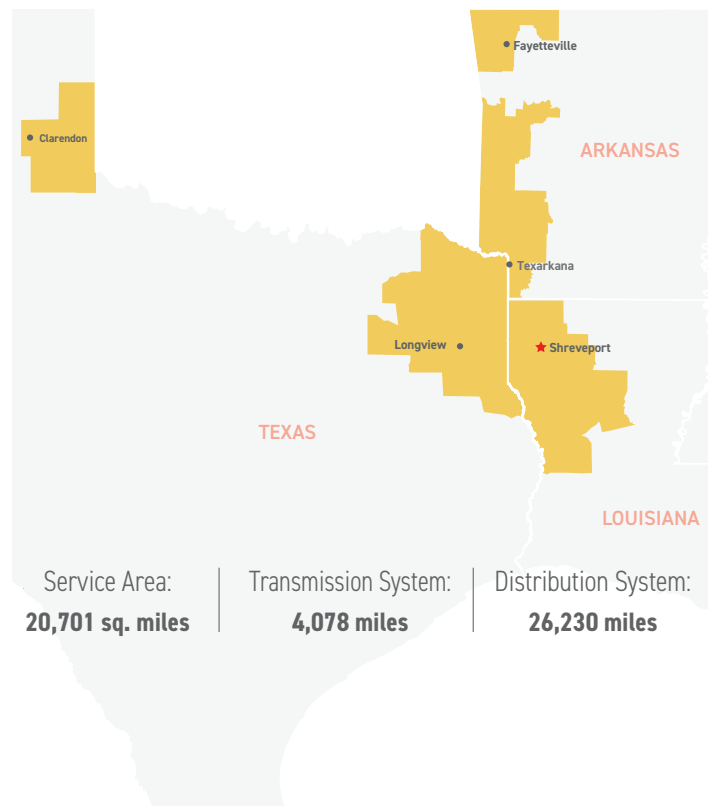 Fayetteville
Clarendon
ARKANSAS
Texarkana
Longview
Shreveport
TEXAS
LOUISIANA
Service Area:
20,701 sq. miles
Transmission System:
4,078 miles
Distribution System:
26,230 miles